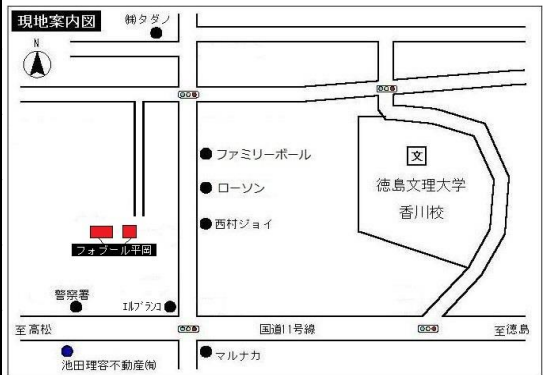 現地案内図
㈱タダノ
N
ファミリーボール
ローソン
西村ジョイ
文
徳島文理大学
香川校
フォブール平岡
警察署
エルブランコ
至高松
国道11号線
至徳島
池田理容不動産㈱
マルナカ